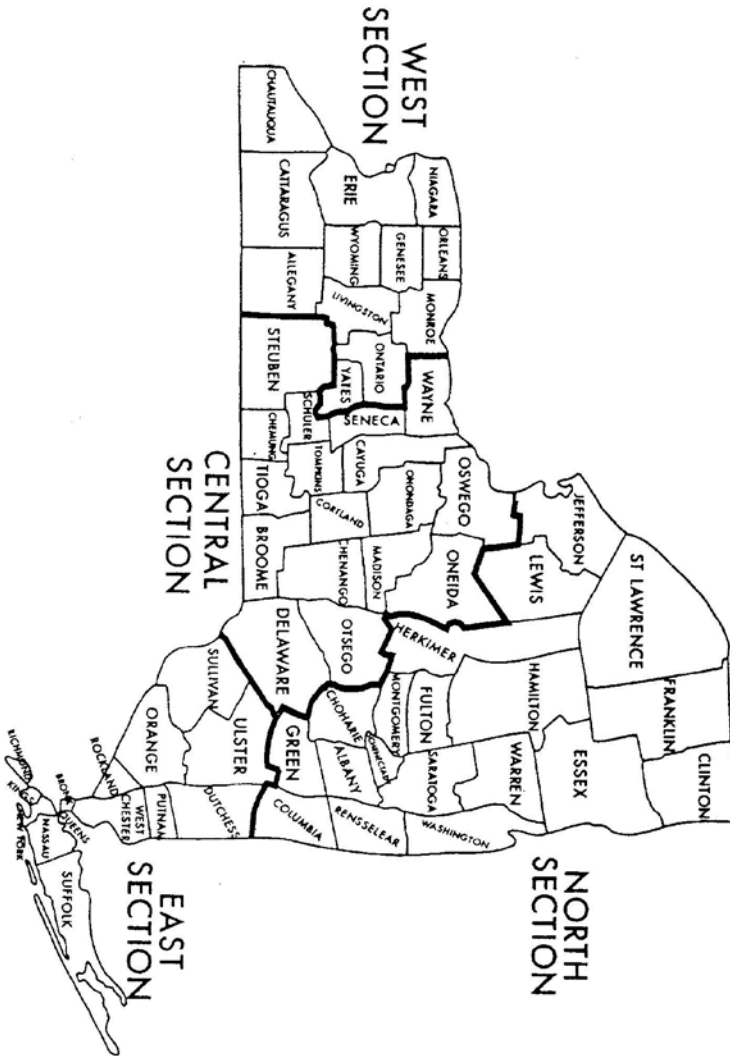 WEST
SECTION
CHAUTAUQUA
CATTARAGUS
ERIE
NIAGARA
ORLEANS
GENESEE
WYOMING
ALLEGANY
LIVINGSTON
MONROE
ONTARIO
YATES
WAYNE
STEUBEN
SENECA
SCHULER
CHEMUNG
TOMPKINS
CAYUGA
TIOGA
CENTRAL
SECTION
OSWEGO
ONONDAGA
CORTLAND
BROOME
CHENANGO
MADISON
ONEIDA
JEFFERSON
LEWIS
ST LAWRENCE
HERKIMER
OTSEGO
DELAWARE
SULLIVAN
HAMILTON
FRANKLIN
CLINTON
ESSEX
WARREN
FULTON
MONTGOMERY
SARATOGA
CHOHARIE
ALBANY
GREEN
ULSTER
ORANGE
ROCKLAND
WASHINGTON
RENSSELEAR
COLUMBIA
DUTCHESS
PUTNAN
WEST
CHESTER
BRONX
QUEENS
RICHMOND
KINGS
NEW YORK
NASSAU
SUFFOLK
EAST
SECTION
NORTH
SECTION